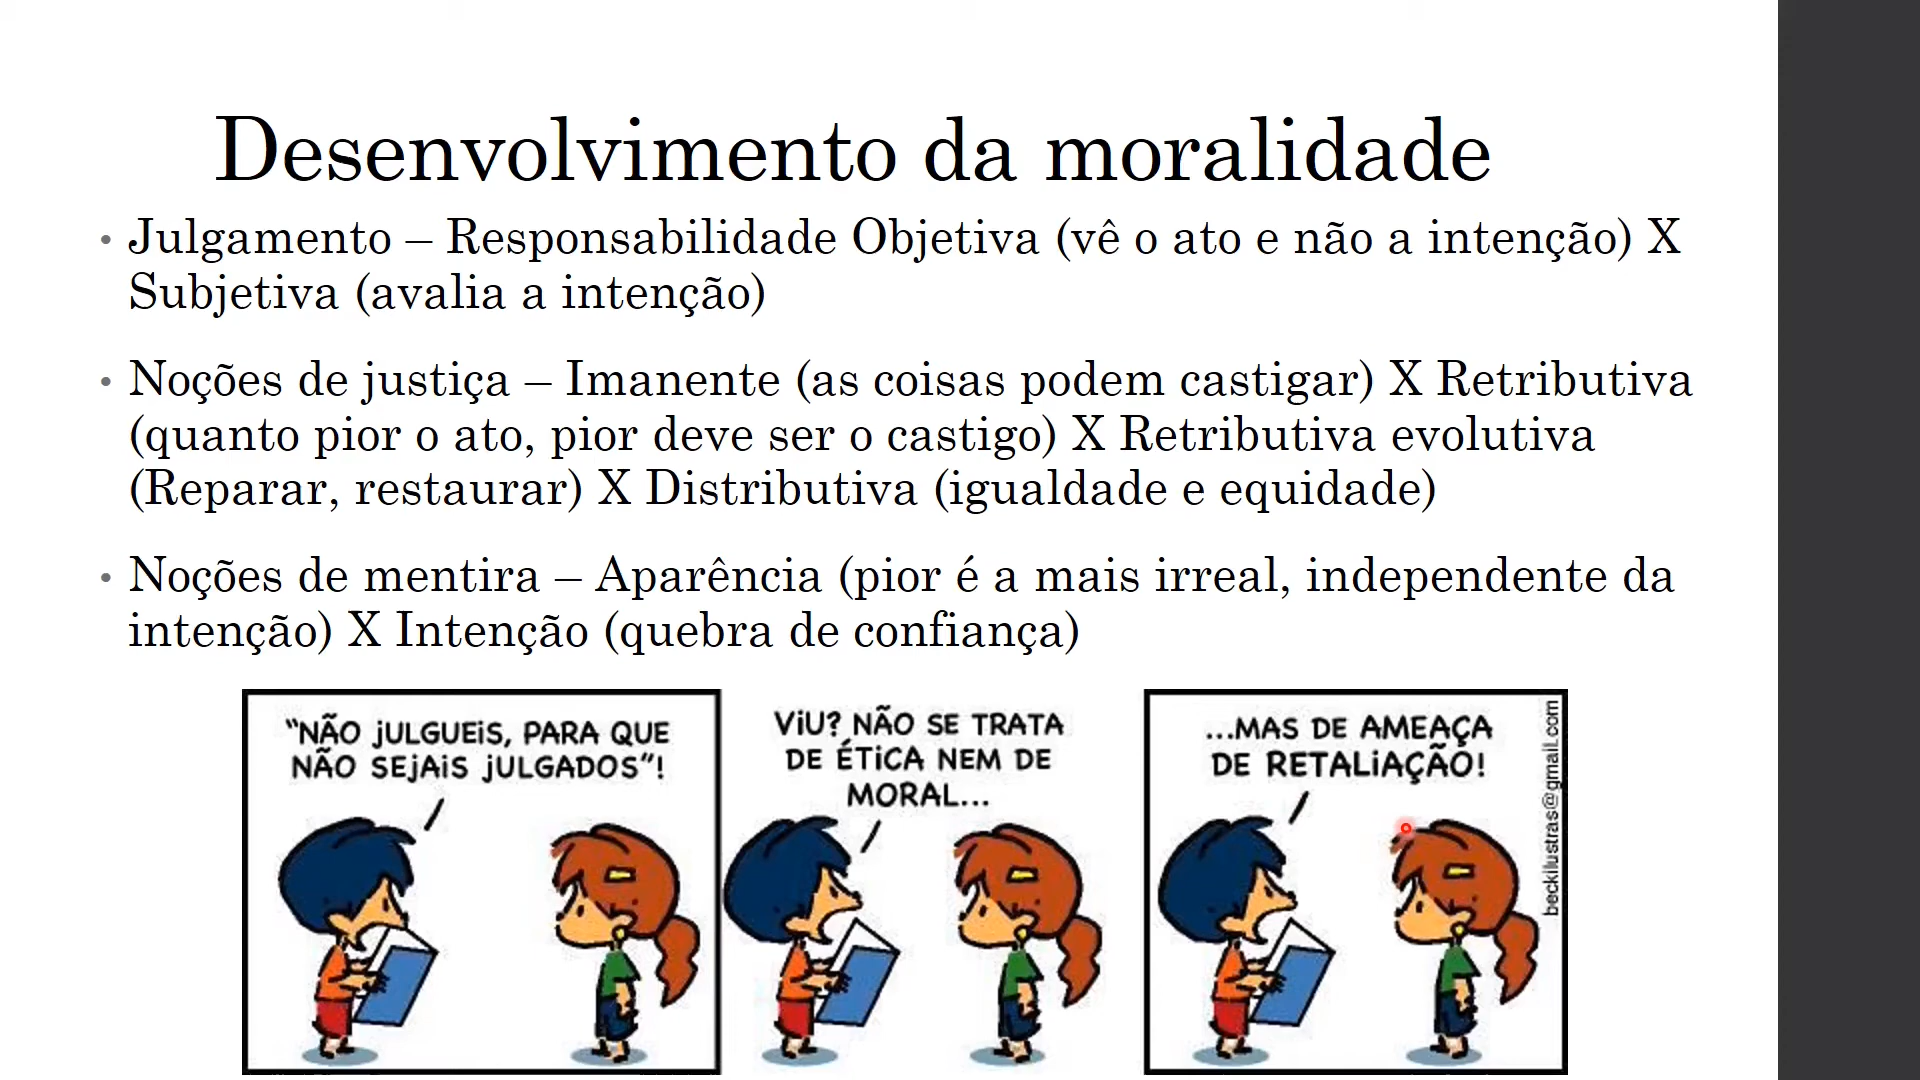 Desenvolvimento da moralidade
• Julgamento – Responsabilidade Objetiva (vê o ato e não a intenção) X
Subjetiva (avalia a intenção)
• Noções de justiça – Imanente (as coisas podem castigar) X Retributiva
(quanto pior o ato, pior deve ser o castigo) X Retributiva evolutiva
(Reparar, restaurar) X Distributiva (igualdade e equidade)
• Noções de mentira – Aparência (pior é a mais irreal, independente da
intenção) X Intenção (quebra de confiança)
“NÃO JULGUEIS, PARA QUE
NÃO SEJAIS JULGADOS”!
VIU? NÃO SE TRATA
DE ÉTICA NEM DE
MORAL...
...MAS DE AMEAÇA
DE RETALIAÇÃO!
beckilustras@gmail.com